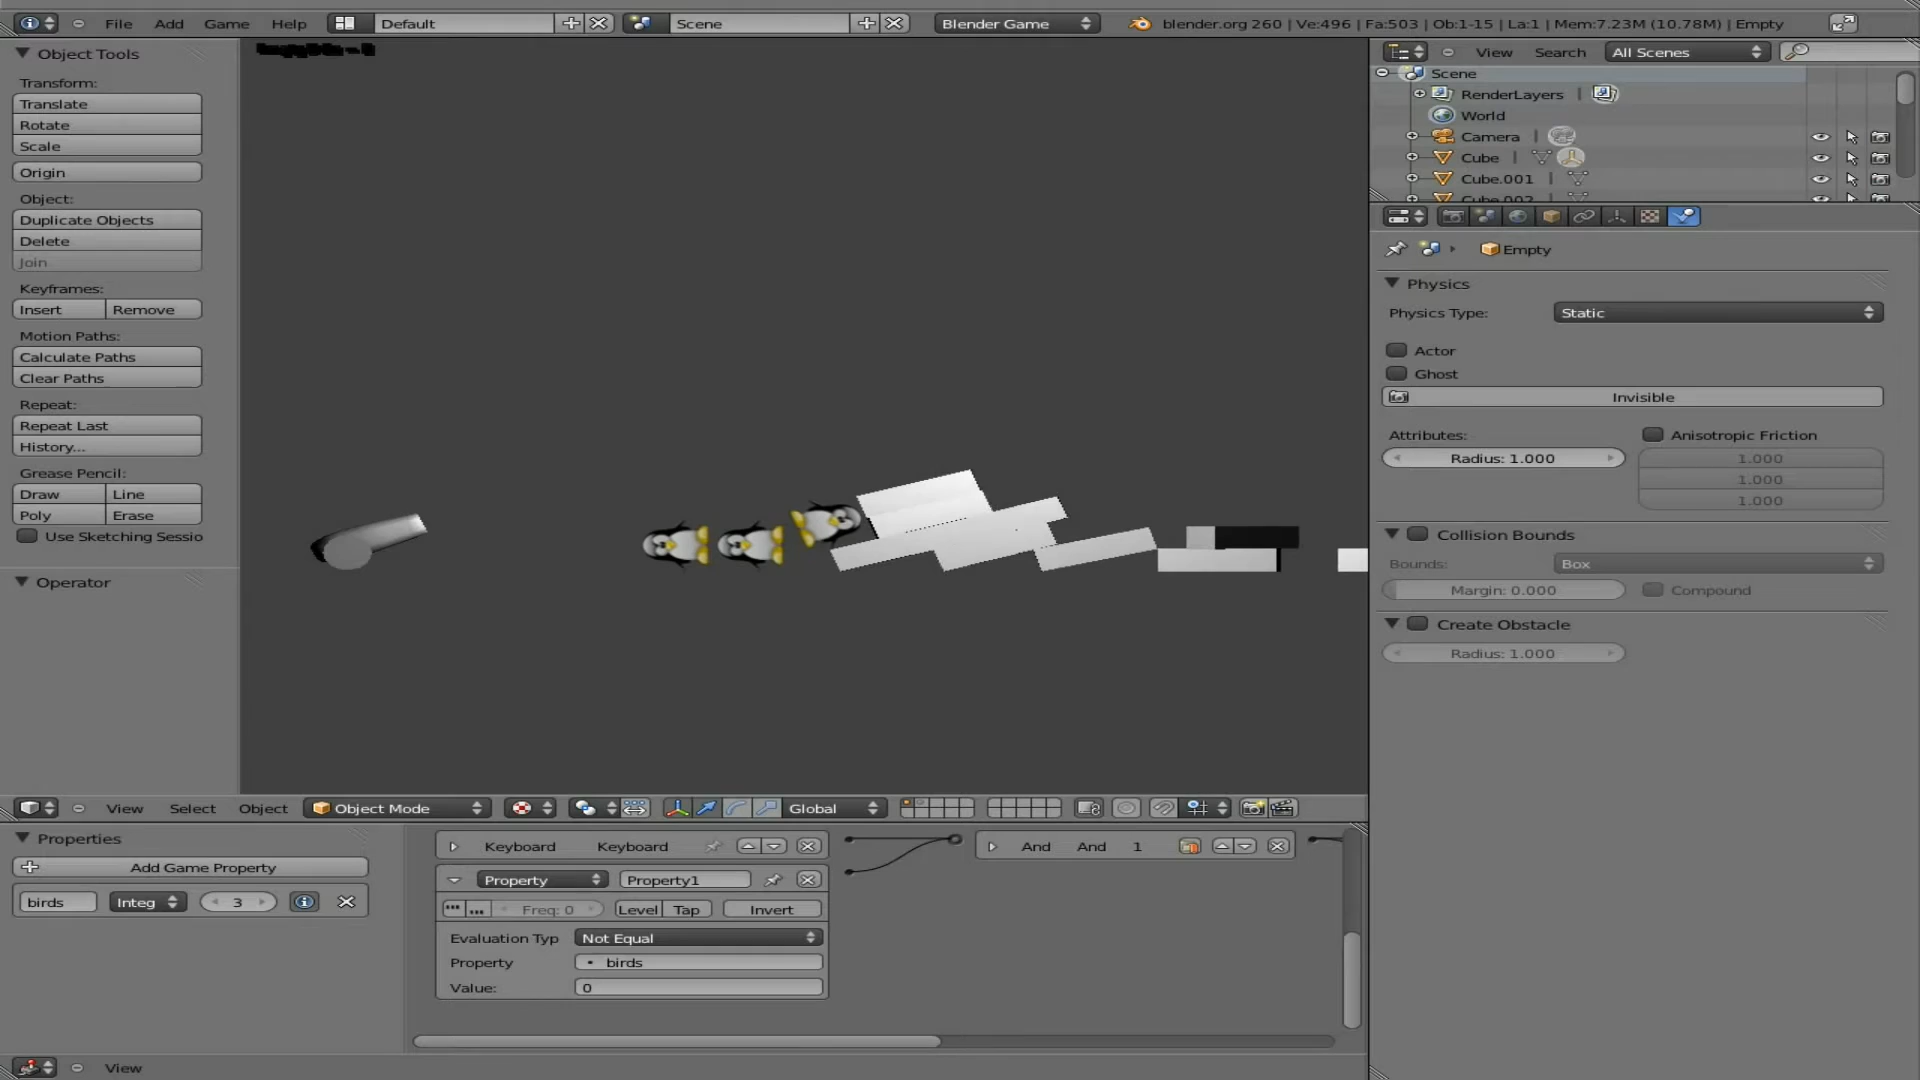 File Add Game Help Default Scene Blender Game blender.org 260 | Ve:496 | Fa:503 | Ob:1-15 | La:1 | Mem:7.23M (10.78M) | Empty
Object Tools
Transform:
Translate
Rotate
Scale
Origin
Object:
Duplicate Objects
Delete
Join
Keyframes:
Insert Remove
Motion Paths:
Calculate Paths
Clear Paths
Repeat:
Repeat Last
History...
Grease Pencil:
Draw Line
Poly Erase
Use Sketching Sessio
Operator
View Search All Scenes
Scene
RenderLayers |
World
Camera |
Cube |
Cube.001 |
Cube.002 |
Empty
Physics
Physics Type: Static
Actor
Ghost
Invisible
Attributes: Anisotropic Friction
Radius: 1.000 1.000
1.000
1.000
Collision Bounds
Bounds: Box
Margin: 0.000 Compound
Create Obstacle
Radius: 1.000
View Select Object Object Mode Global
Properties
Add Game Property
birds Integ 3
Keyboard Keyboard And And 1
Property Property1
Freq: 0 Level Tap Invert
Evaluation Typ Not Equal
Property birds
Value: 0
View